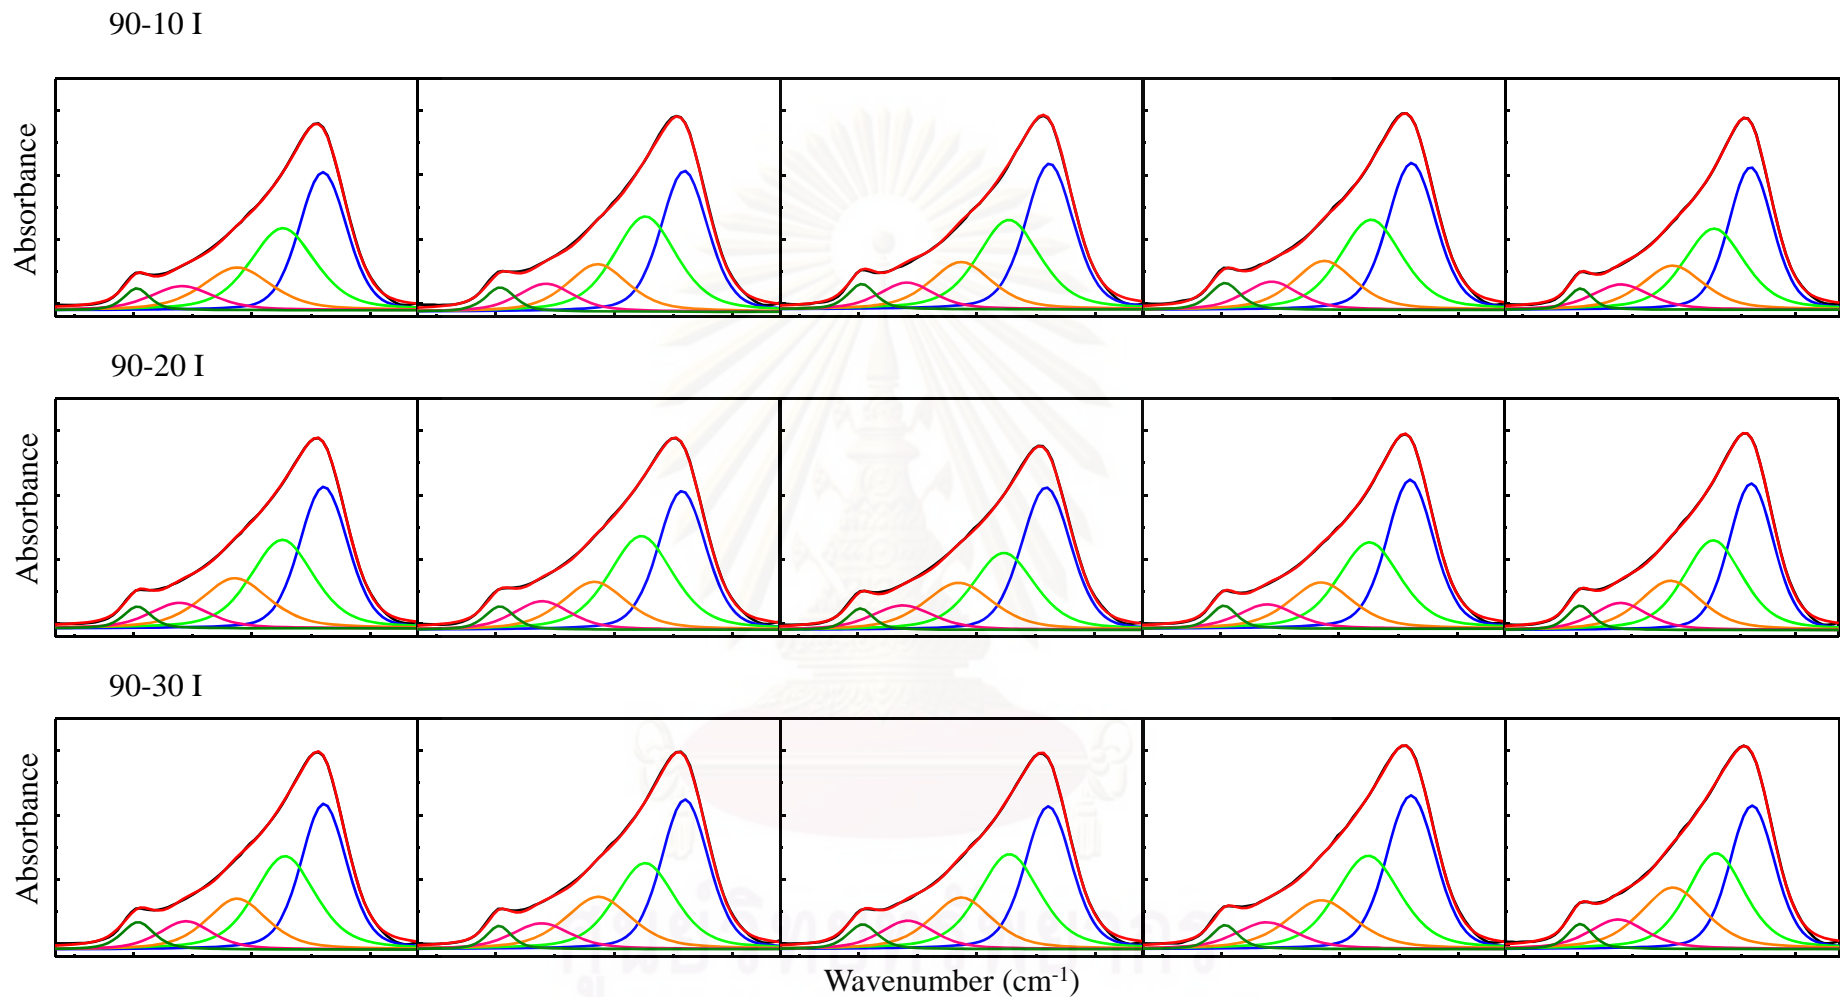 90-10 I
Absorbance
90-20 I
Absorbance
90-30 I
Absorbance
Wavenumber (cm⁻¹)